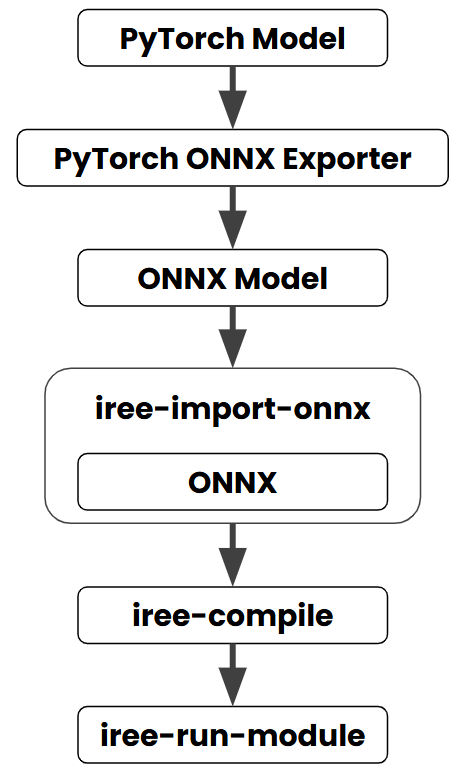 PyTorch Model
PyTorch ONNX Exporter
ONNX Model
iree-import-onnx
ONNX
iree-compile
iree-run-module